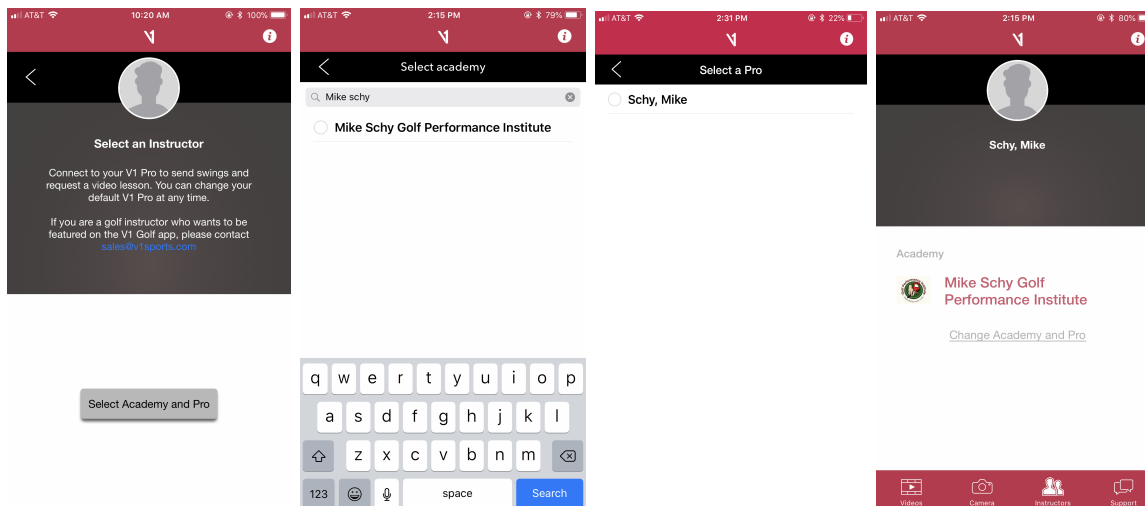 AT&T 10:20 AM 100%
V1
Select an Instructor
Connect to your V1 Pro to send swings and
request a video lesson. You can change your
default V1 Pro at any time.
If you are a golf instructor who wants to be
featured on the V1 Golf app, please contact
sales@v1sports.com
Select Academy and Pro
AT&T 2:15 PM 79%
V1
Select academy
Mike schy
Mike Schy Golf Performance Institute
q w e r t y u i o p
a s d f g h j k l
z x c v b n m
123 space Search
AT&T 2:31 PM 22%
V1
Select a Pro
Schy, Mike
AT&T 2:15 PM 80%
V1
Schy, Mike
Academy
Mike Schy Golf
Performance Institute
Change Academy and Pro
Videos Camera Instructors Support